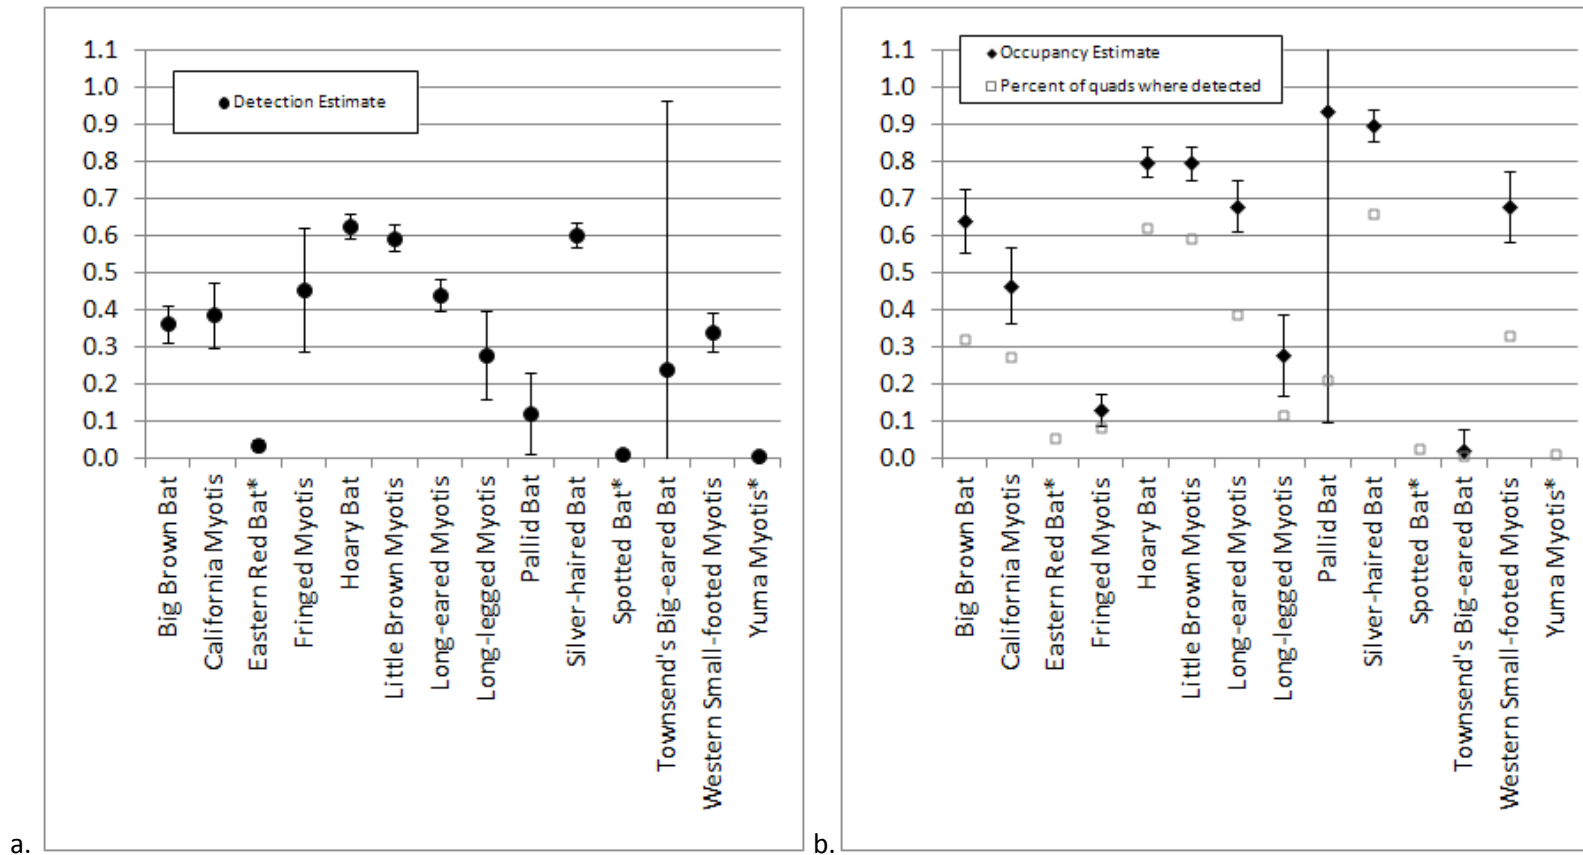 1.1
1.0
0.9
0.8
0.7
0.6
0.5
0.4
0.3
0.2
0.1
0.0
Detection Estimate
Big Brown Bat
California Myotis
Eastern Red Bat*
Fringed Myotis
Hoary Bat
Little Brown Myotis
Long-eared Myotis
Long-legged Myotis
Pallid Bat
Silver-haired Bat
Spotted Bat*
Townsend's Big-eared Bat
Western Small-footed Myotis
Yuma Myotis*
a.
1.1
1.0
0.9
0.8
0.7
0.6
0.5
0.4
0.3
0.2
0.1
0.0
Occupancy Estimate
Percent of quads where detected
Big Brown Bat
California Myotis
Eastern Red Bat*
Fringed Myotis
Hoary Bat
Little Brown Myotis
Long-eared Myotis
Long-legged Myotis
Pallid Bat
Silver-haired Bat
Spotted Bat*
Townsend's Big-eared Bat
Western Small-footed Myotis
Yuma Myotis*
b.